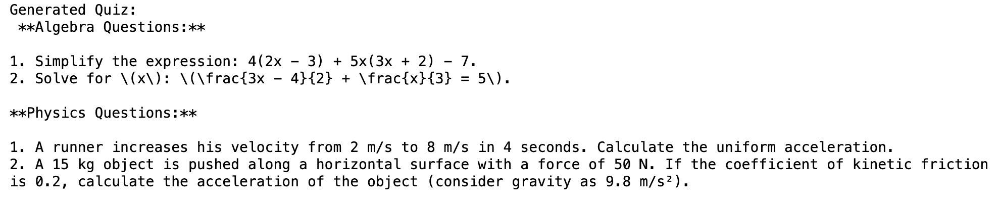 Generated Quiz:
**Algebra Questions:**
1. Simplify the expression: 4(2x − 3) + 5x(3x + 2) − 7.
2. Solve for \(x\): \(\frac{3x − 4}{2} + \frac{x}{3} = 5\).
**Physics Questions:**
1. A runner increases his velocity from 2 m/s to 8 m/s in 4 seconds. Calculate the uniform acceleration.
2. A 15 kg object is pushed along a horizontal surface with a force of 50 N. If the coefficient of kinetic friction
is 0.2, calculate the acceleration of the object (consider gravity as 9.8 m/s²).